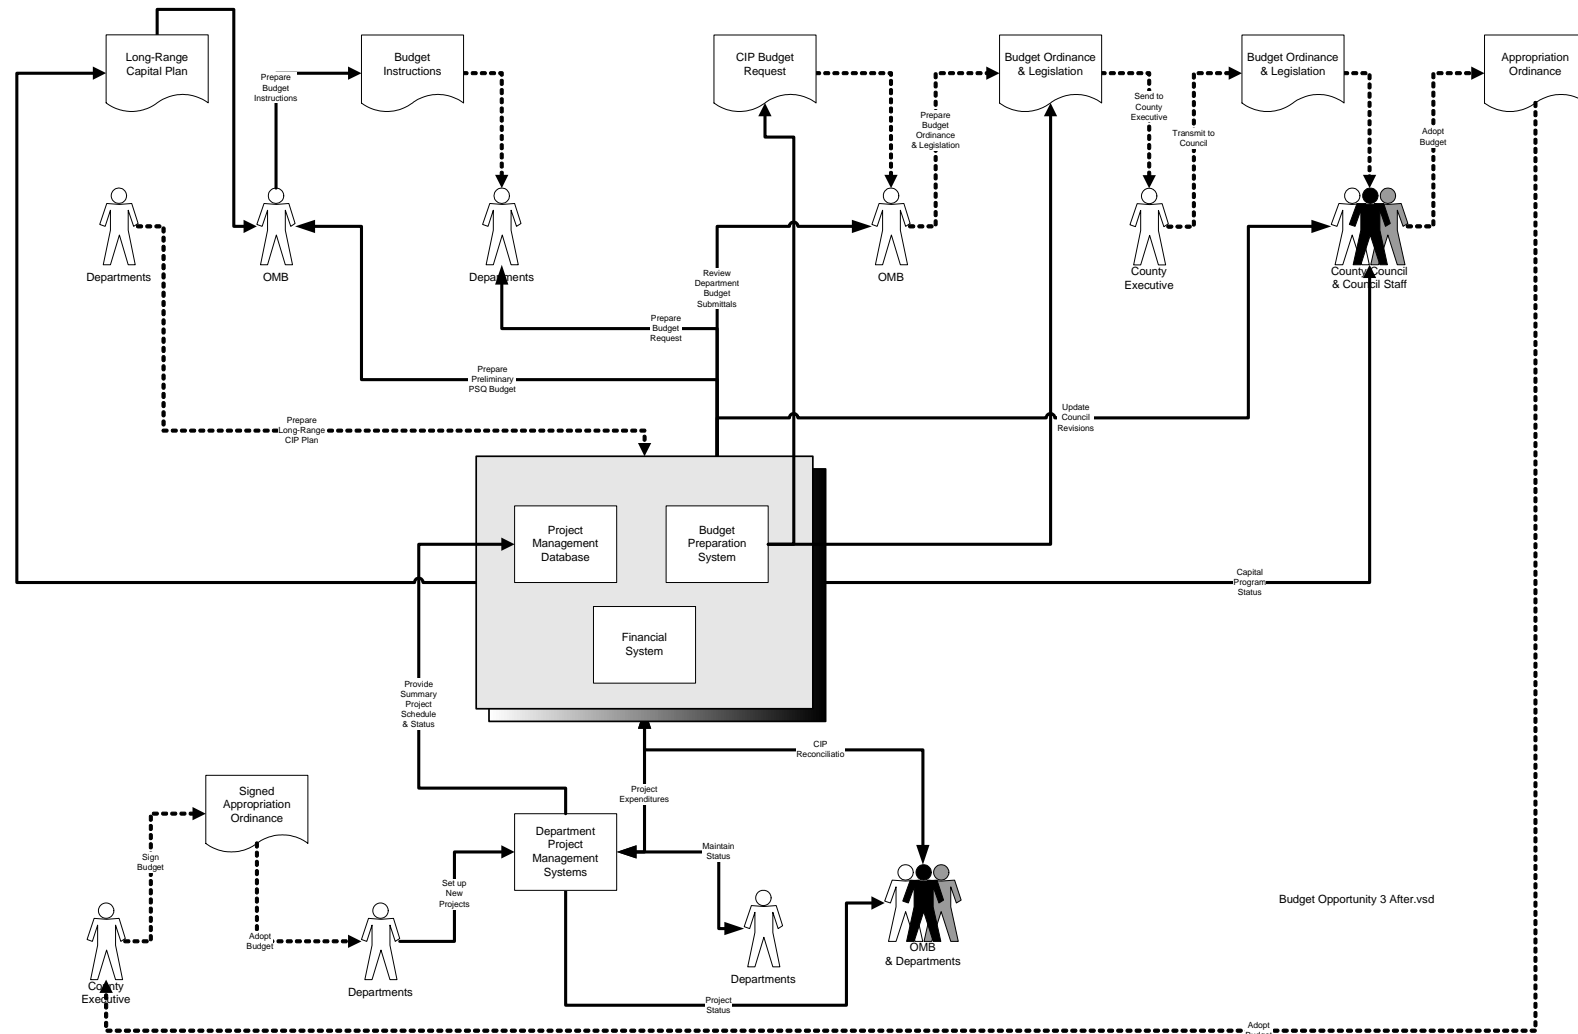 Long-Range
Capital Plan
Budget
Instructions
CIP Budget
Request
Budget Ordinance
& Legislation
Budget Ordinance
& Legislation
Appropriation
Ordinance
Prepare
Budget
Instructions
Prepare
Budget
Ordinance
& Legislation
Send to
County
Executive
Transmit to
Council
Adopt
Budget
Departments
OMB
Departments
OMB
County
Executive
County Council
& Council Staff
Review
Department
Budget
Submittals
Prepare
Budget
Request
Prepare
Preliminary
PSQ Budget
Prepare
Long-Range
CIP Plan
Update
Council
Revisions
Project
Management
Database
Budget
Preparation
System
Financial
System
Capital
Program
Status
Provide
Summary
Project
Schedule
& Status
CIP
Reconciliatio
Project
Expenditures
Signed
Appropriation
Ordinance
Department
Project
Management
Systems
Maintain
Status
Sign
Budget
Set up
New
Projects
Adopt
Budget
Budget Opportunity 3 After.vsd
County
Executive
Departments
Departments
OMB
& Departments
Project
Status
Adopt